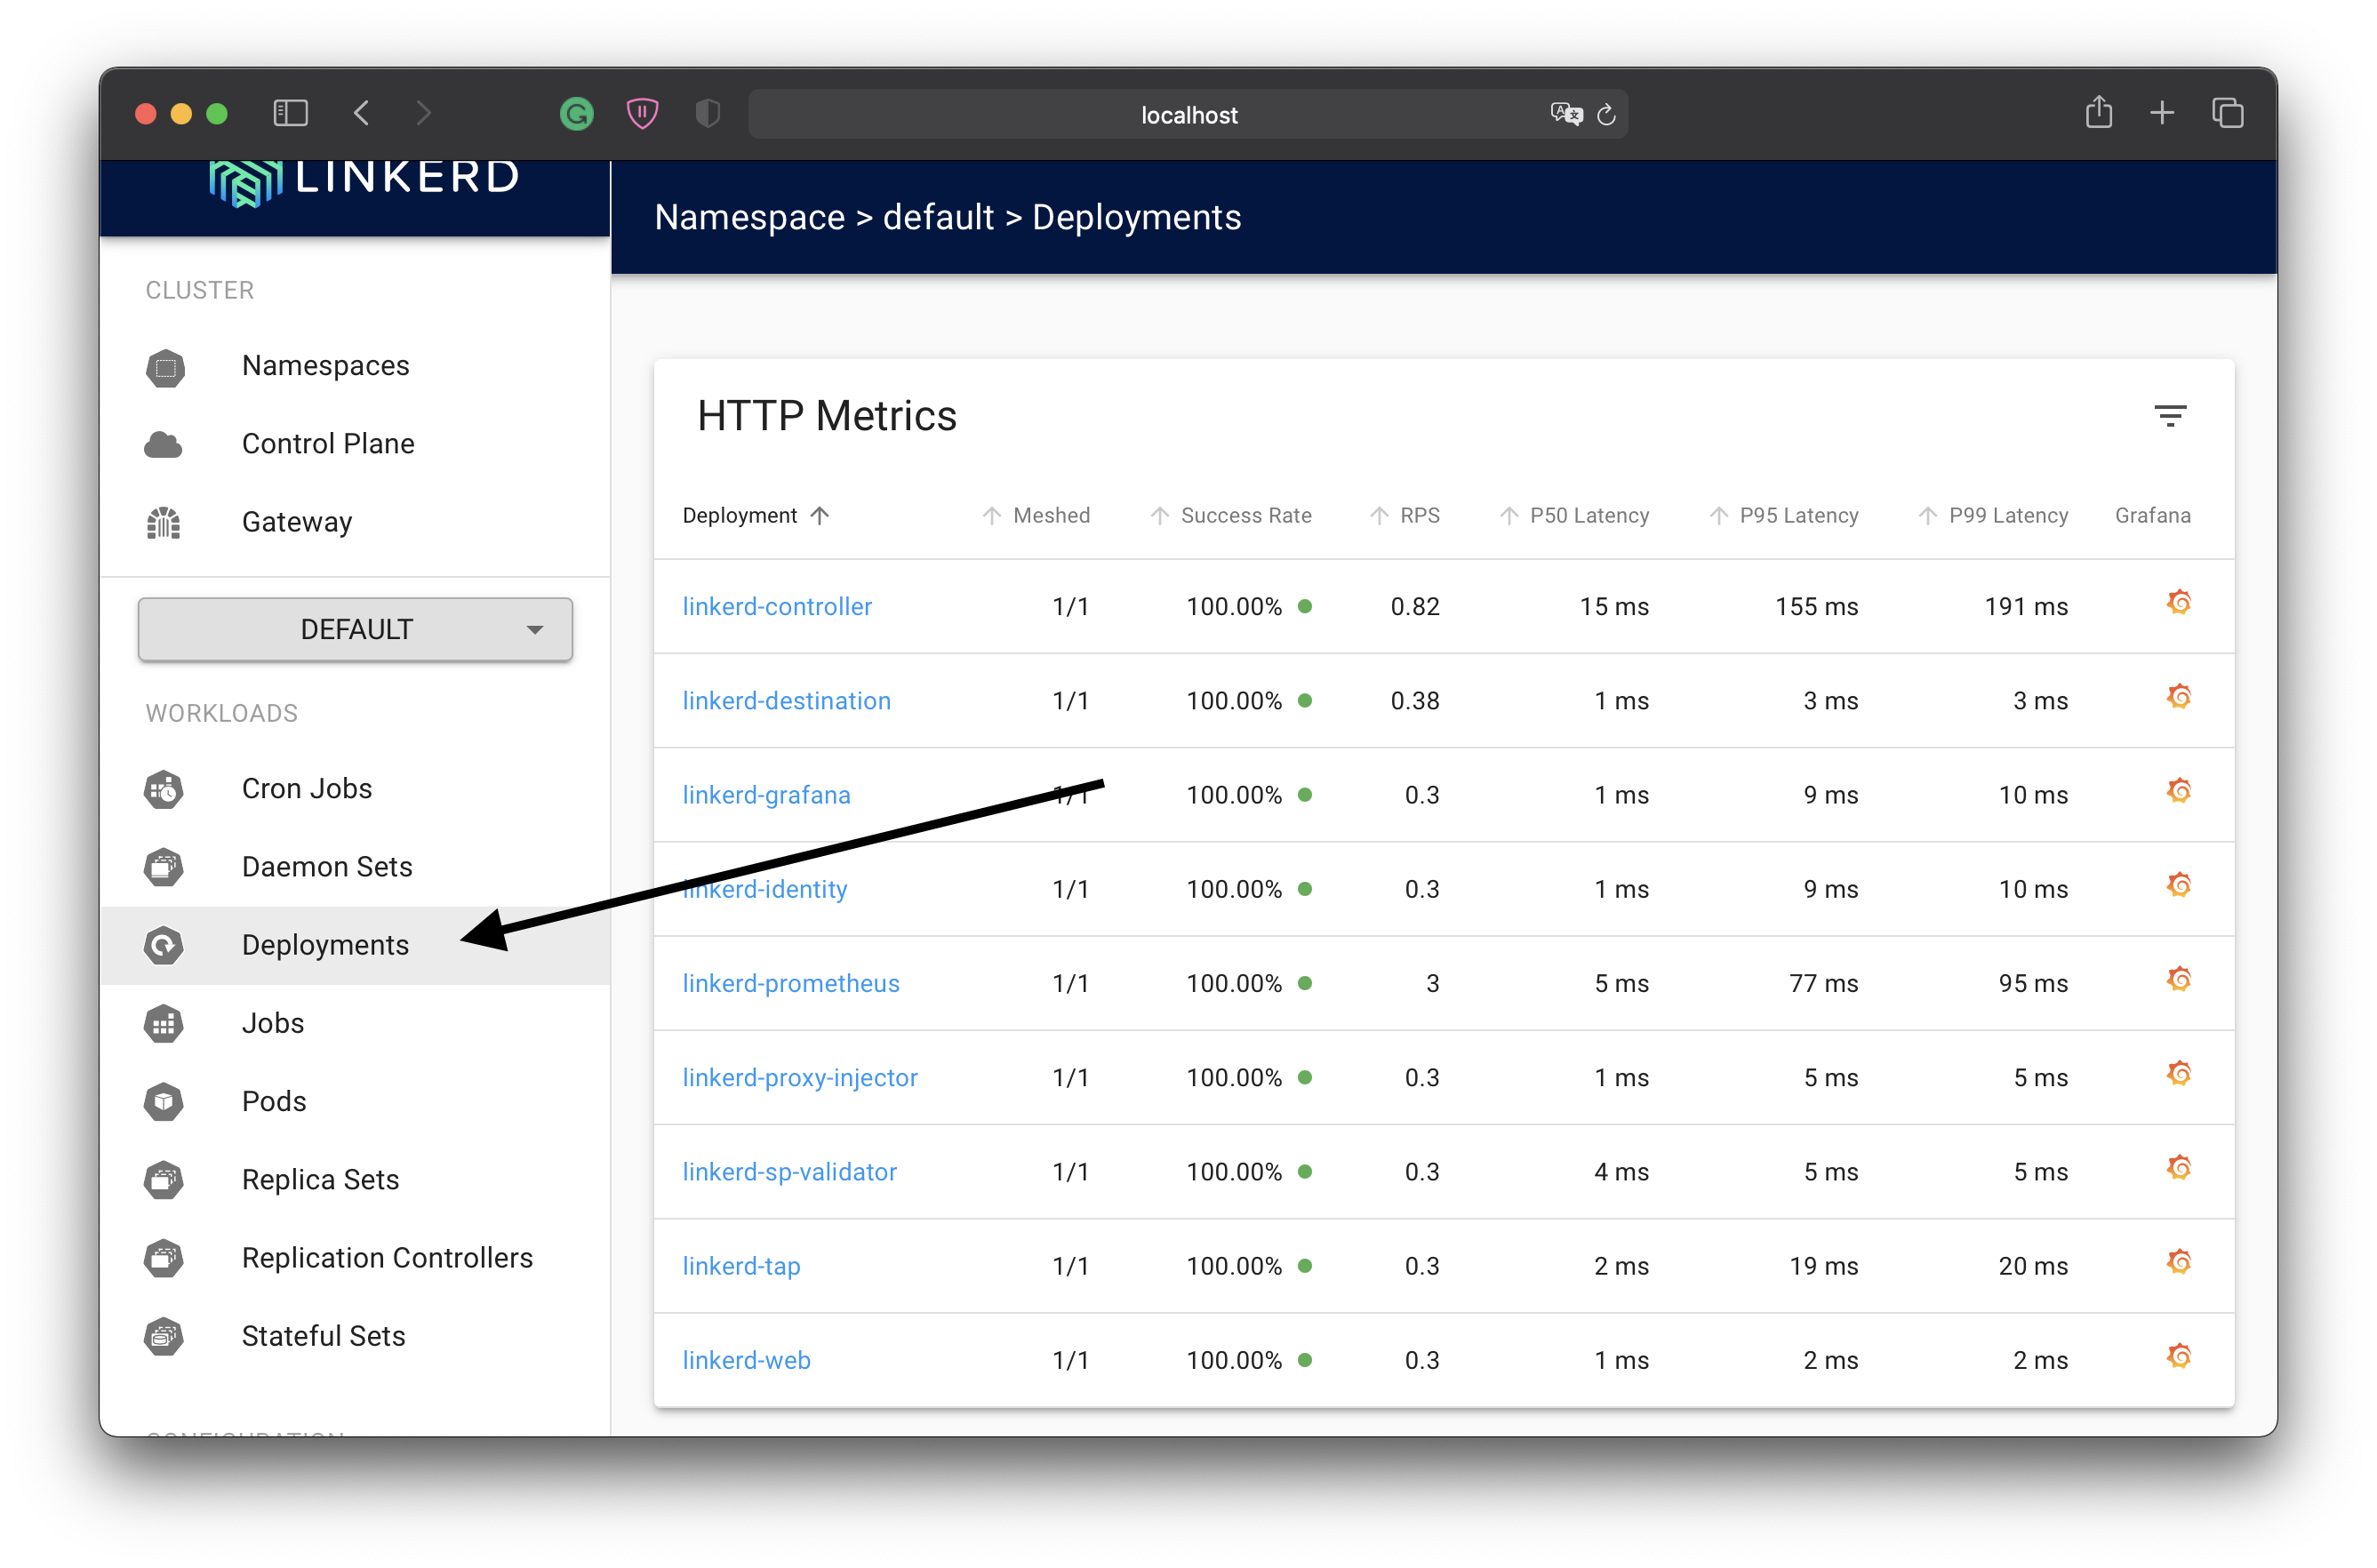 localhost
LINKERD
Namespace > default > Deployments
CLUSTER
Namespaces
Control Plane
Gateway
DEFAULT
WORKLOADS
Cron Jobs
Daemon Sets
Deployments
Jobs
Pods
Replica Sets
Replication Controllers
Stateful Sets
CONFIGURATION
HTTP Metrics
Deployment Meshed Success Rate RPS P50 Latency P95 Latency P99 Latency Grafana
linkerd-controller 1/1 100.00% 0.82 15 ms 155 ms 191 ms
linkerd-destination 1/1 100.00% 0.38 1 ms 3 ms 3 ms
linkerd-grafana 1/1 100.00% 0.3 1 ms 9 ms 10 ms
linkerd-identity 1/1 100.00% 0.3 1 ms 9 ms 10 ms
linkerd-prometheus 1/1 100.00% 3 5 ms 77 ms 95 ms
linkerd-proxy-injector 1/1 100.00% 0.3 1 ms 5 ms 5 ms
linkerd-sp-validator 1/1 100.00% 0.3 4 ms 5 ms 5 ms
linkerd-tap 1/1 100.00% 0.3 2 ms 19 ms 20 ms
linkerd-web 1/1 100.00% 0.3 1 ms 2 ms 2 ms